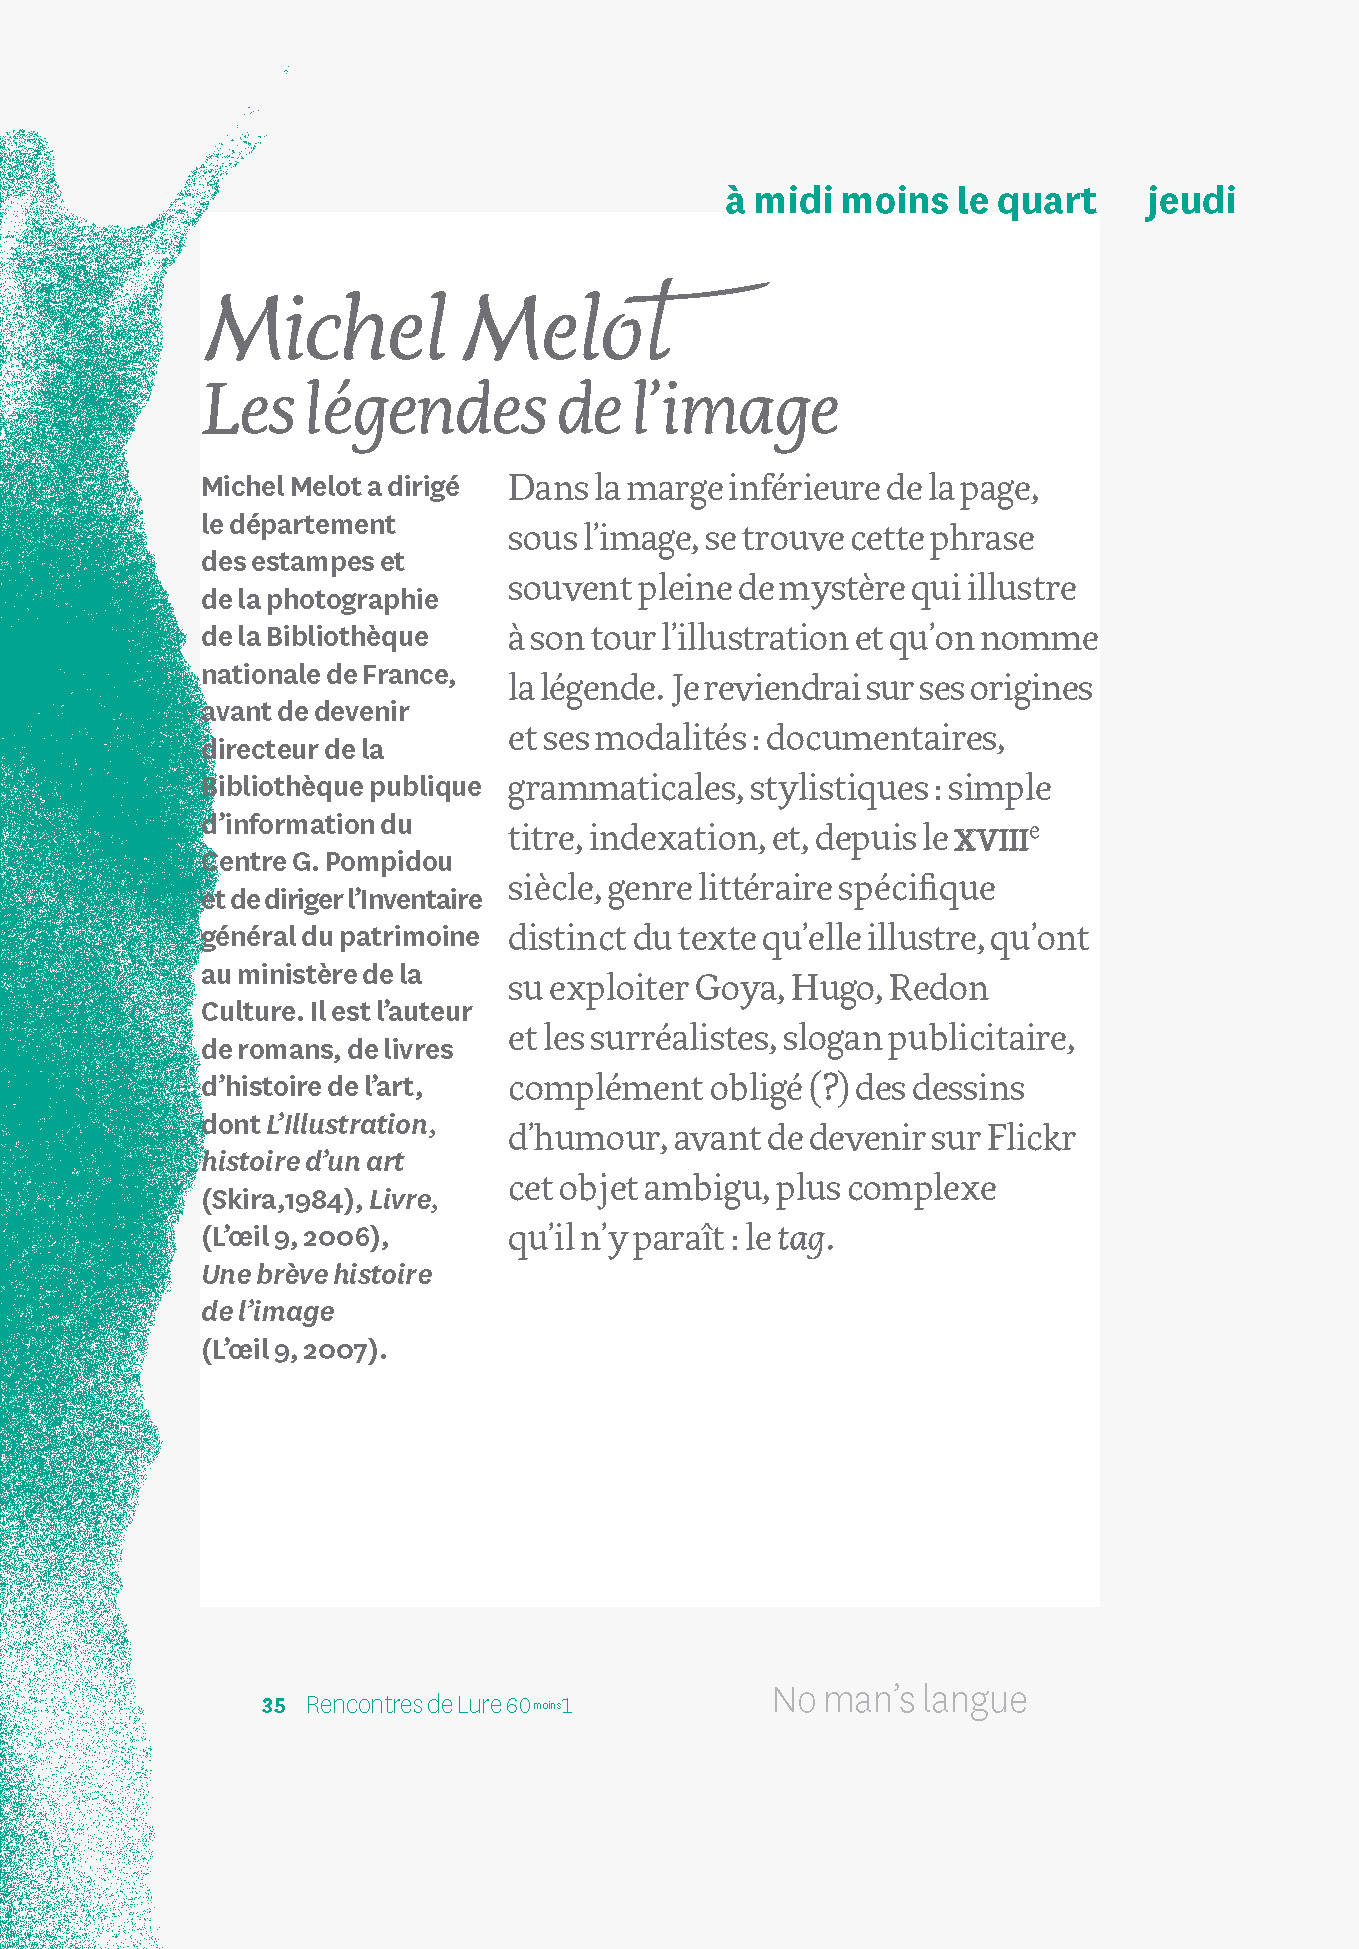 à midi moins le quart jeudi
Michel Melot
Les légendes de l’image
Michel Melot a dirigé
le département
des estampes et
de la photographie
de la Bibliothèque
nationale de France,
avant de devenir
directeur de la
Bibliothèque publique
d’information du
Centre G. Pompidou
et de diriger l’Inventaire
général du patrimoine
au ministère de la
Culture. Il est l’auteur
de romans, de livres
d’histoire de l’art,
dont L’Illustration,
histoire d’un art
(Skira,1984), Livre,
(L’œil 9, 2006),
Une brève histoire
de l’image
(L’œil 9, 2007).
Dans la marge inférieure de la page,
sous l’image, se trouve cette phrase
souvent pleine de mystère qui illustre
à son tour l’illustration et qu’on nomme
la légende. Je reviendrai sur ses origines
et ses modalités : documentaires,
grammaticales, stylistiques : simple
titre, indexation, et, depuis le XVIIIe
siècle, genre littéraire spécifique
distinct du texte qu’elle illustre, qu’ont
su exploiter Goya, Hugo, Redon
et les surréalistes, slogan publicitaire,
complément obligé (?) des dessins
d’humour, avant de devenir sur Flickr
cet objet ambigu, plus complexe
qu’il n’y paraît : le tag.
35 Rencontres de Lure 60 moins 1
No man’s langue